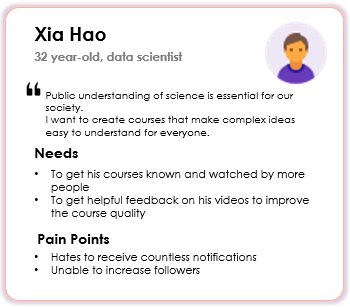 Xia Hao
32 year-old, data scientist
“ Public understanding of science is essential for our
society.
I want to create courses that make complex ideas
easy to understand for everyone.
Needs
• To get his courses known and watched by more
people
• To get helpful feedback on his videos to improve
the course quality
Pain Points
• Hates to receive countless notifications
• Unable to increase followers